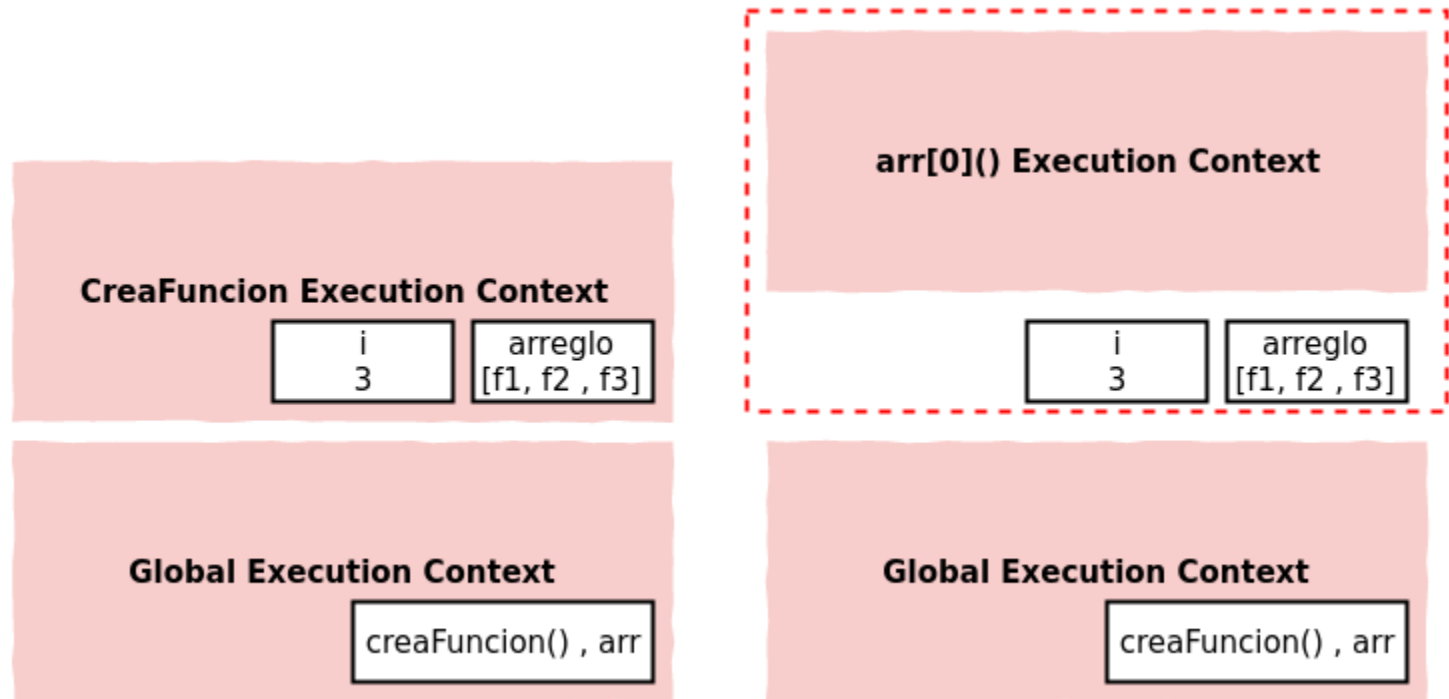 CreaFuncion Execution Context
i
3
arreglo
[f1, f2 , f3]
Global Execution Context
creaFuncion() , arr
arr[0]() Execution Context
i
3
arreglo
[f1, f2 , f3]
Global Execution Context
creaFuncion() , arr